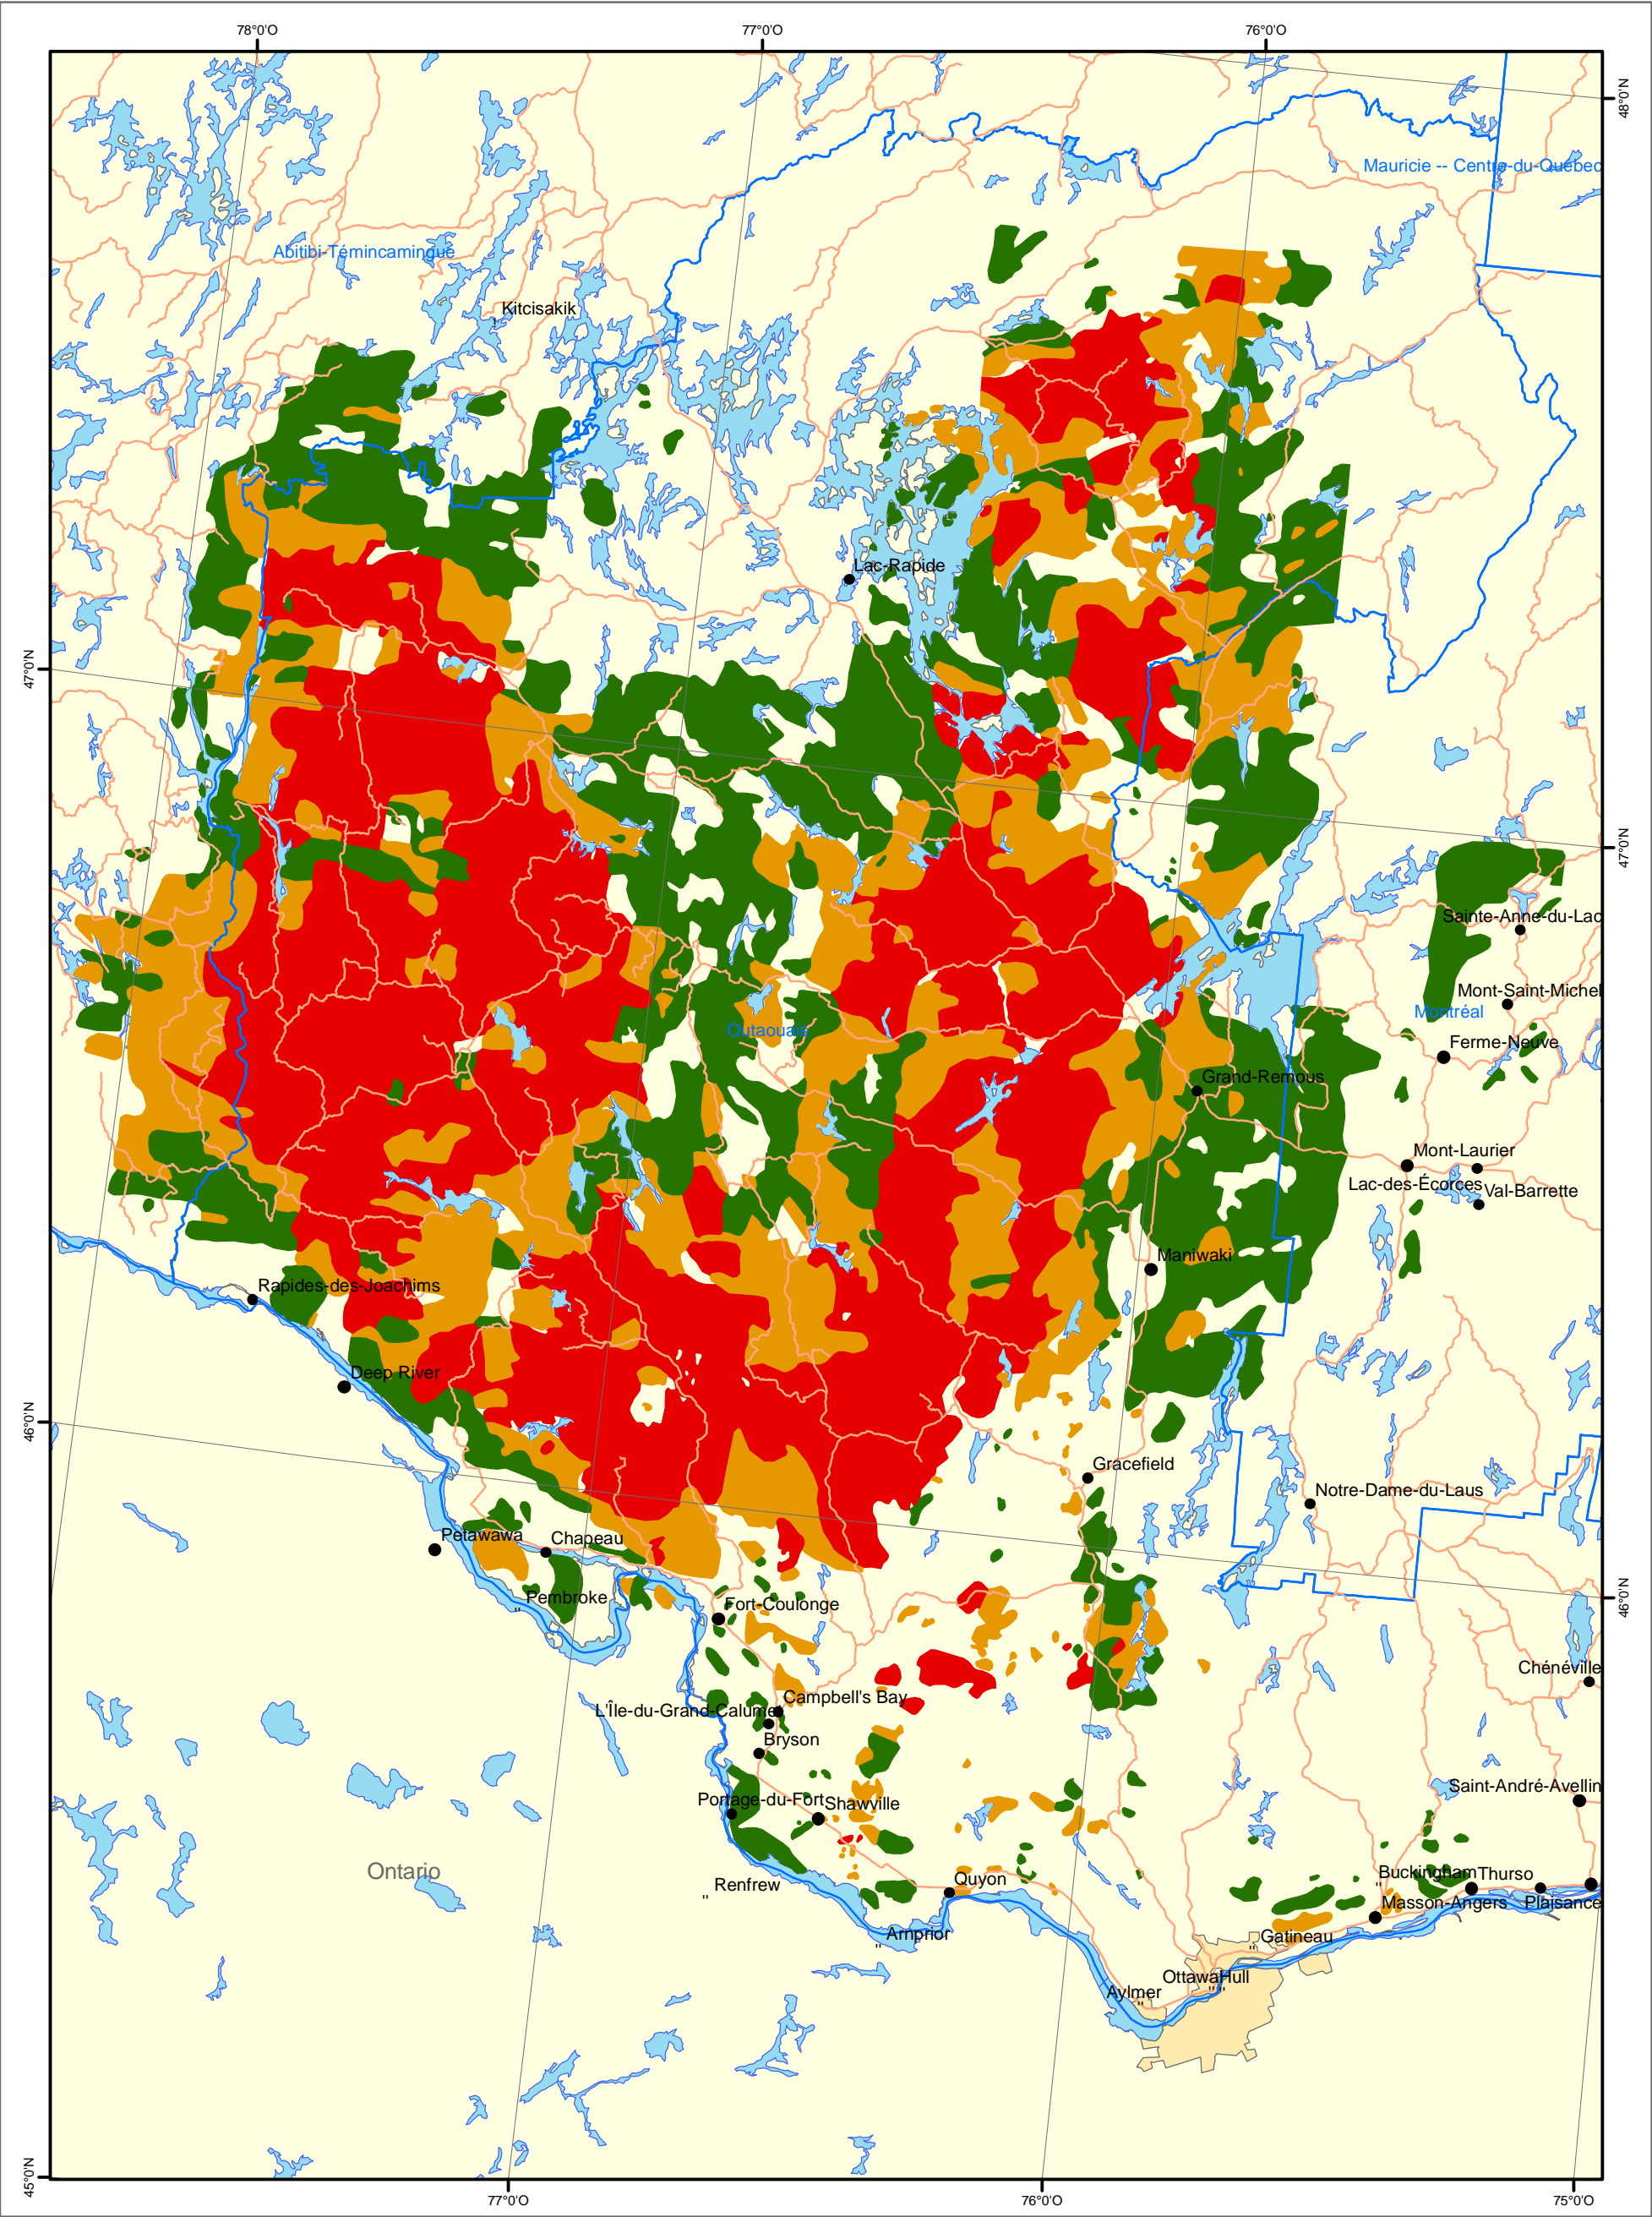 78°0'O
77°0'O
76°0'O
48°0'N
Mauricie -- Centre-du-Québec
Abitibi-Témincamingue
Kitcisakik
Lac-Rapide
47°0'N
47°0'N
Sainte-Anne-du-Lac
Mont-Saint-Michel
Montréal
Outaouais
Ferme-Neuve
Grand-Remous
Mont-Laurier
Lac-des-Écorces
Val-Barrette
Maniwaki
Rapides-des-Joachims
Deep River
46°0'N
Gracefield
Notre-Dame-du-Laus
Petawawa
Chapeau
Pembroke
Fort-Coulonge
46°0'N
Chénéville
Campbell's Bay
L'Île-du-Grand-Calumet
Bryson
Saint-André-Avellin
Portage-du-Fort
Shawville
Ontario
Buckingham
Thurso
Renfrew
Quyon
Masson-Angers
Plaisance
Arnprior
Gatineau
Ottawa
Hull
Aylmer
45°0'N
77°0'O
76°0'O
75°0'O